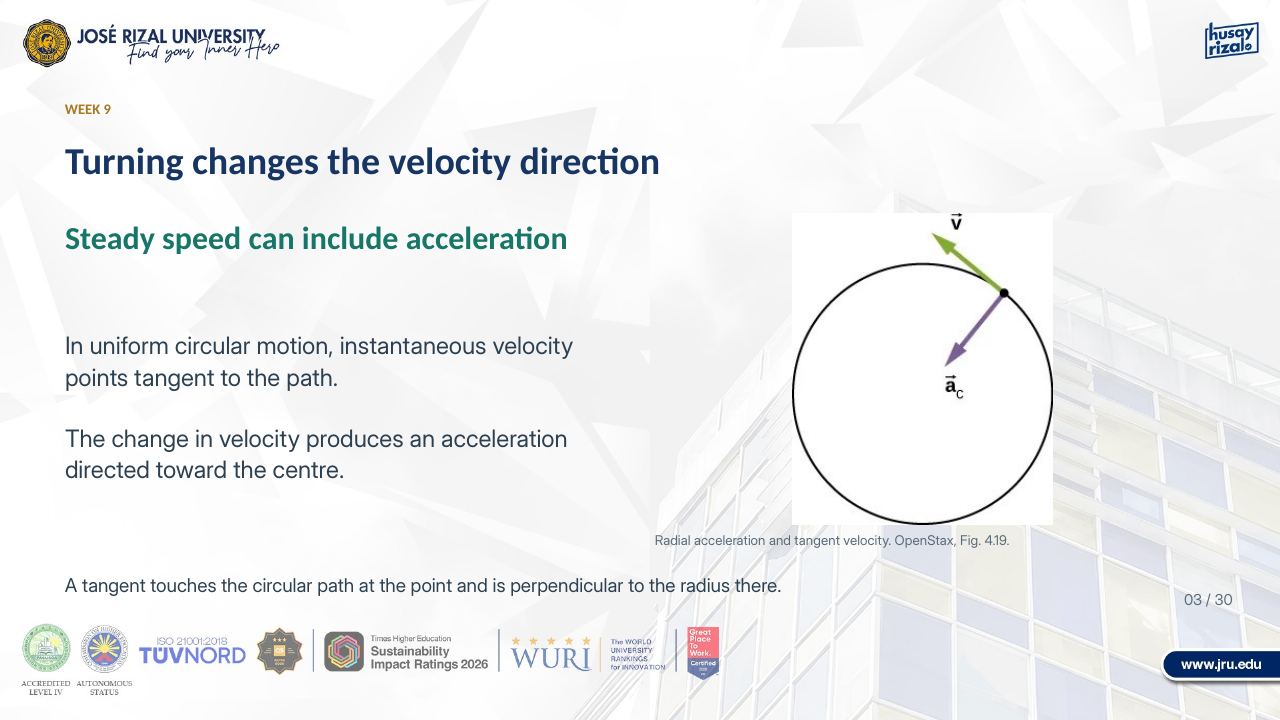 JOSÉ RIZAL UNIVERSITY
Find your Inner Hero
husay
rizal
WEEK 9
Turning changes the velocity direction
Steady speed can include acceleration
In uniform circular motion, instantaneous velocity
points tangent to the path.
The change in velocity produces an acceleration
directed toward the centre.
v
a
c
Radial acceleration and tangent velocity. OpenStax, Fig. 4.19.
A tangent touches the circular path at the point and is perpendicular to the radius there.
03 / 30
ACCREDITED
LEVEL IV
AUTONOMOUS
STATUS
ISO 21001:2018
TÜVNORD
Times Higher Education
Sustainability
Impact Ratings 2026
WURI
The WORLD
UNIVERSITY
RANKINGS
for INNOVATION
Great
Place
To
Work.
Certified
www.jru.edu